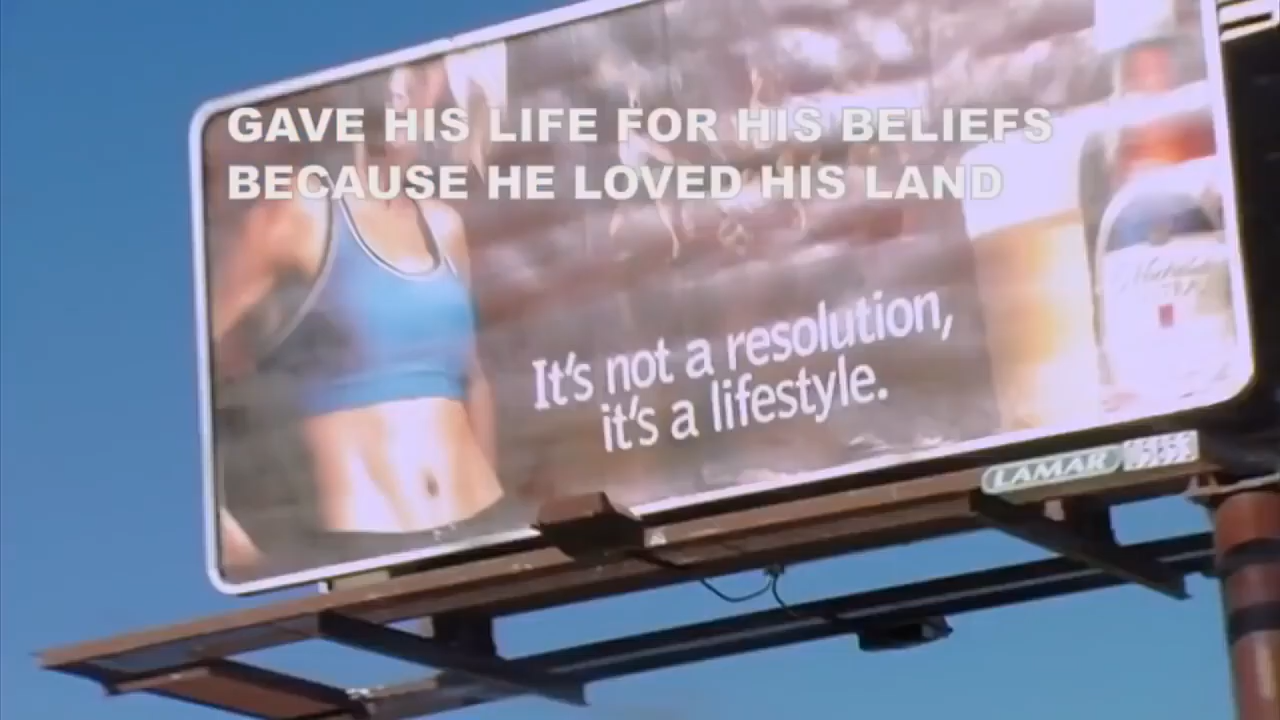 GAVE HIS LIFE FOR HIS BELIEFS
BECAUSE HE LOVED HIS LAND
It's not a resolution,
it's a lifestyle.
LAMAR